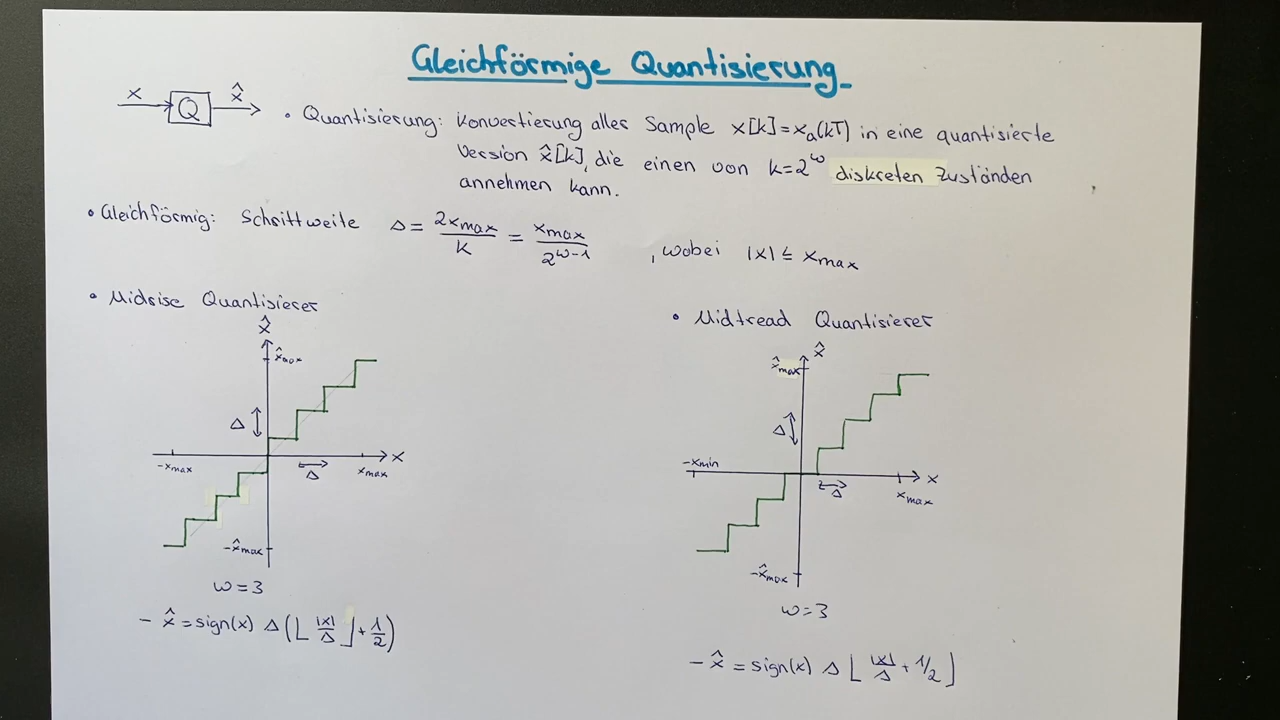 Gleichförmige Quantisierung
x Q x̂
• Quantisierung: Konvertierung aller Sample x[k]=xₐ(kT) in eine quantisierte
Version x̂[k], die einen von k=2^ω diskreten Zuständen
annehmen kann.
• Gleichförmig: Schrittweite Δ = 2xmax/k = xmax/2^(ω-1) , wobei |x| ≤ xmax
• Midrise Quantisierer
x̂
x̂max
Δ
x
-xmax
Δ
xmax
-x̂max
ω=3
- x̂ = sign(x) Δ (⌊|x|/Δ⌋ + 1/2)
• Midtread Quantisierer
x̂
x̂max
Δ
-xmin
x
Δ
xmax
-x̂max
ω=3
- x̂ = sign(x) Δ ⌊|x|/Δ + 1/2⌋